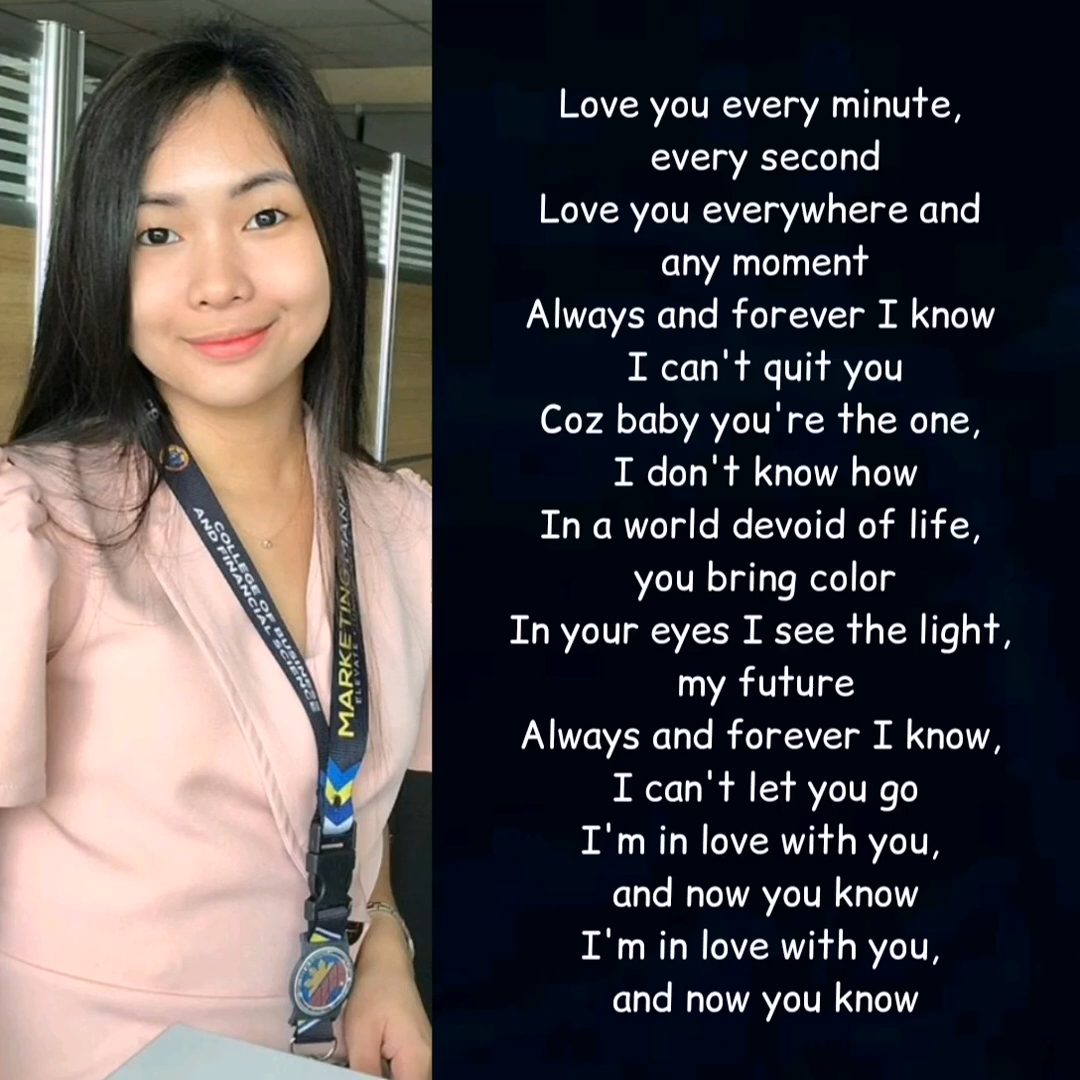 COLLEGE OF BUSINESS
AND FINANCIAL SCIENCE
MARKETING MANA
ELEVATE
Love you every minute,
every second
Love you everywhere and
any moment
Always and forever I know
I can't quit you
Coz baby you're the one,
I don't know how
In a world devoid of life,
you bring color
In your eyes I see the light,
my future
Always and forever I know,
I can't let you go
I'm in love with you,
and now you know
I'm in love with you,
and now you know